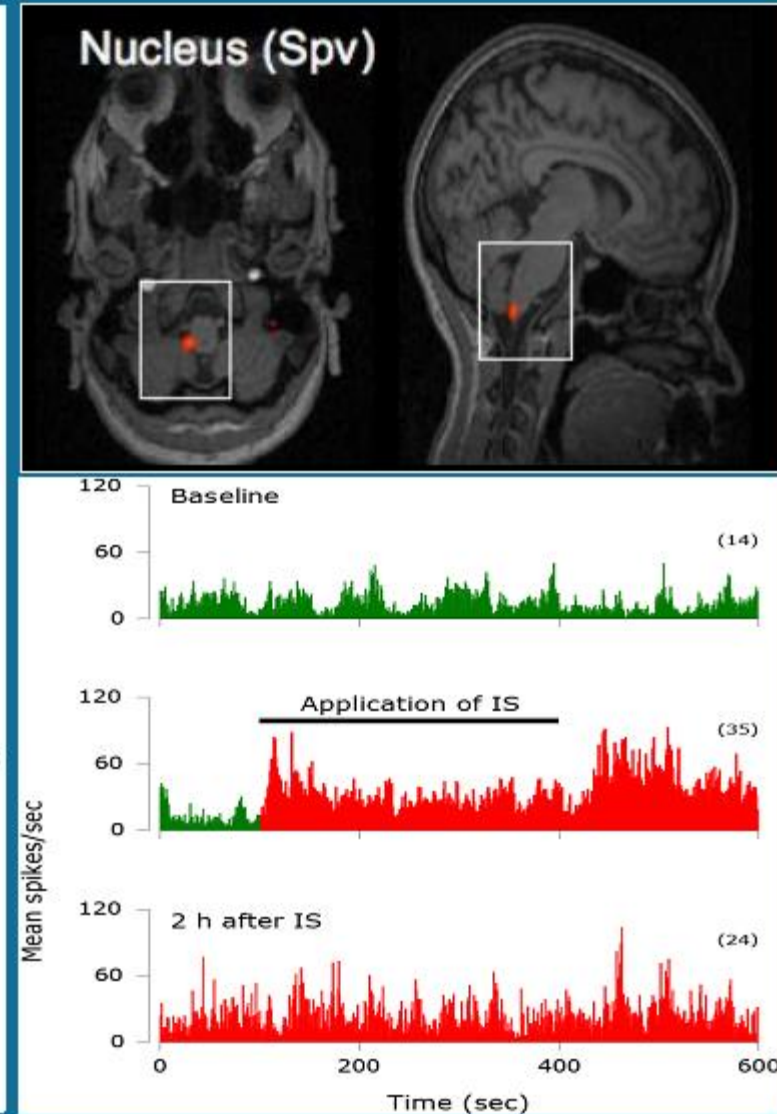 Nucleus (Spv)
120
Baseline
60
(14)
0
120
Application of IS
(35)
60
0
Mean spikes/sec
120
2 h after IS
(24)
60
0
0 200 400 600
Time (sec)